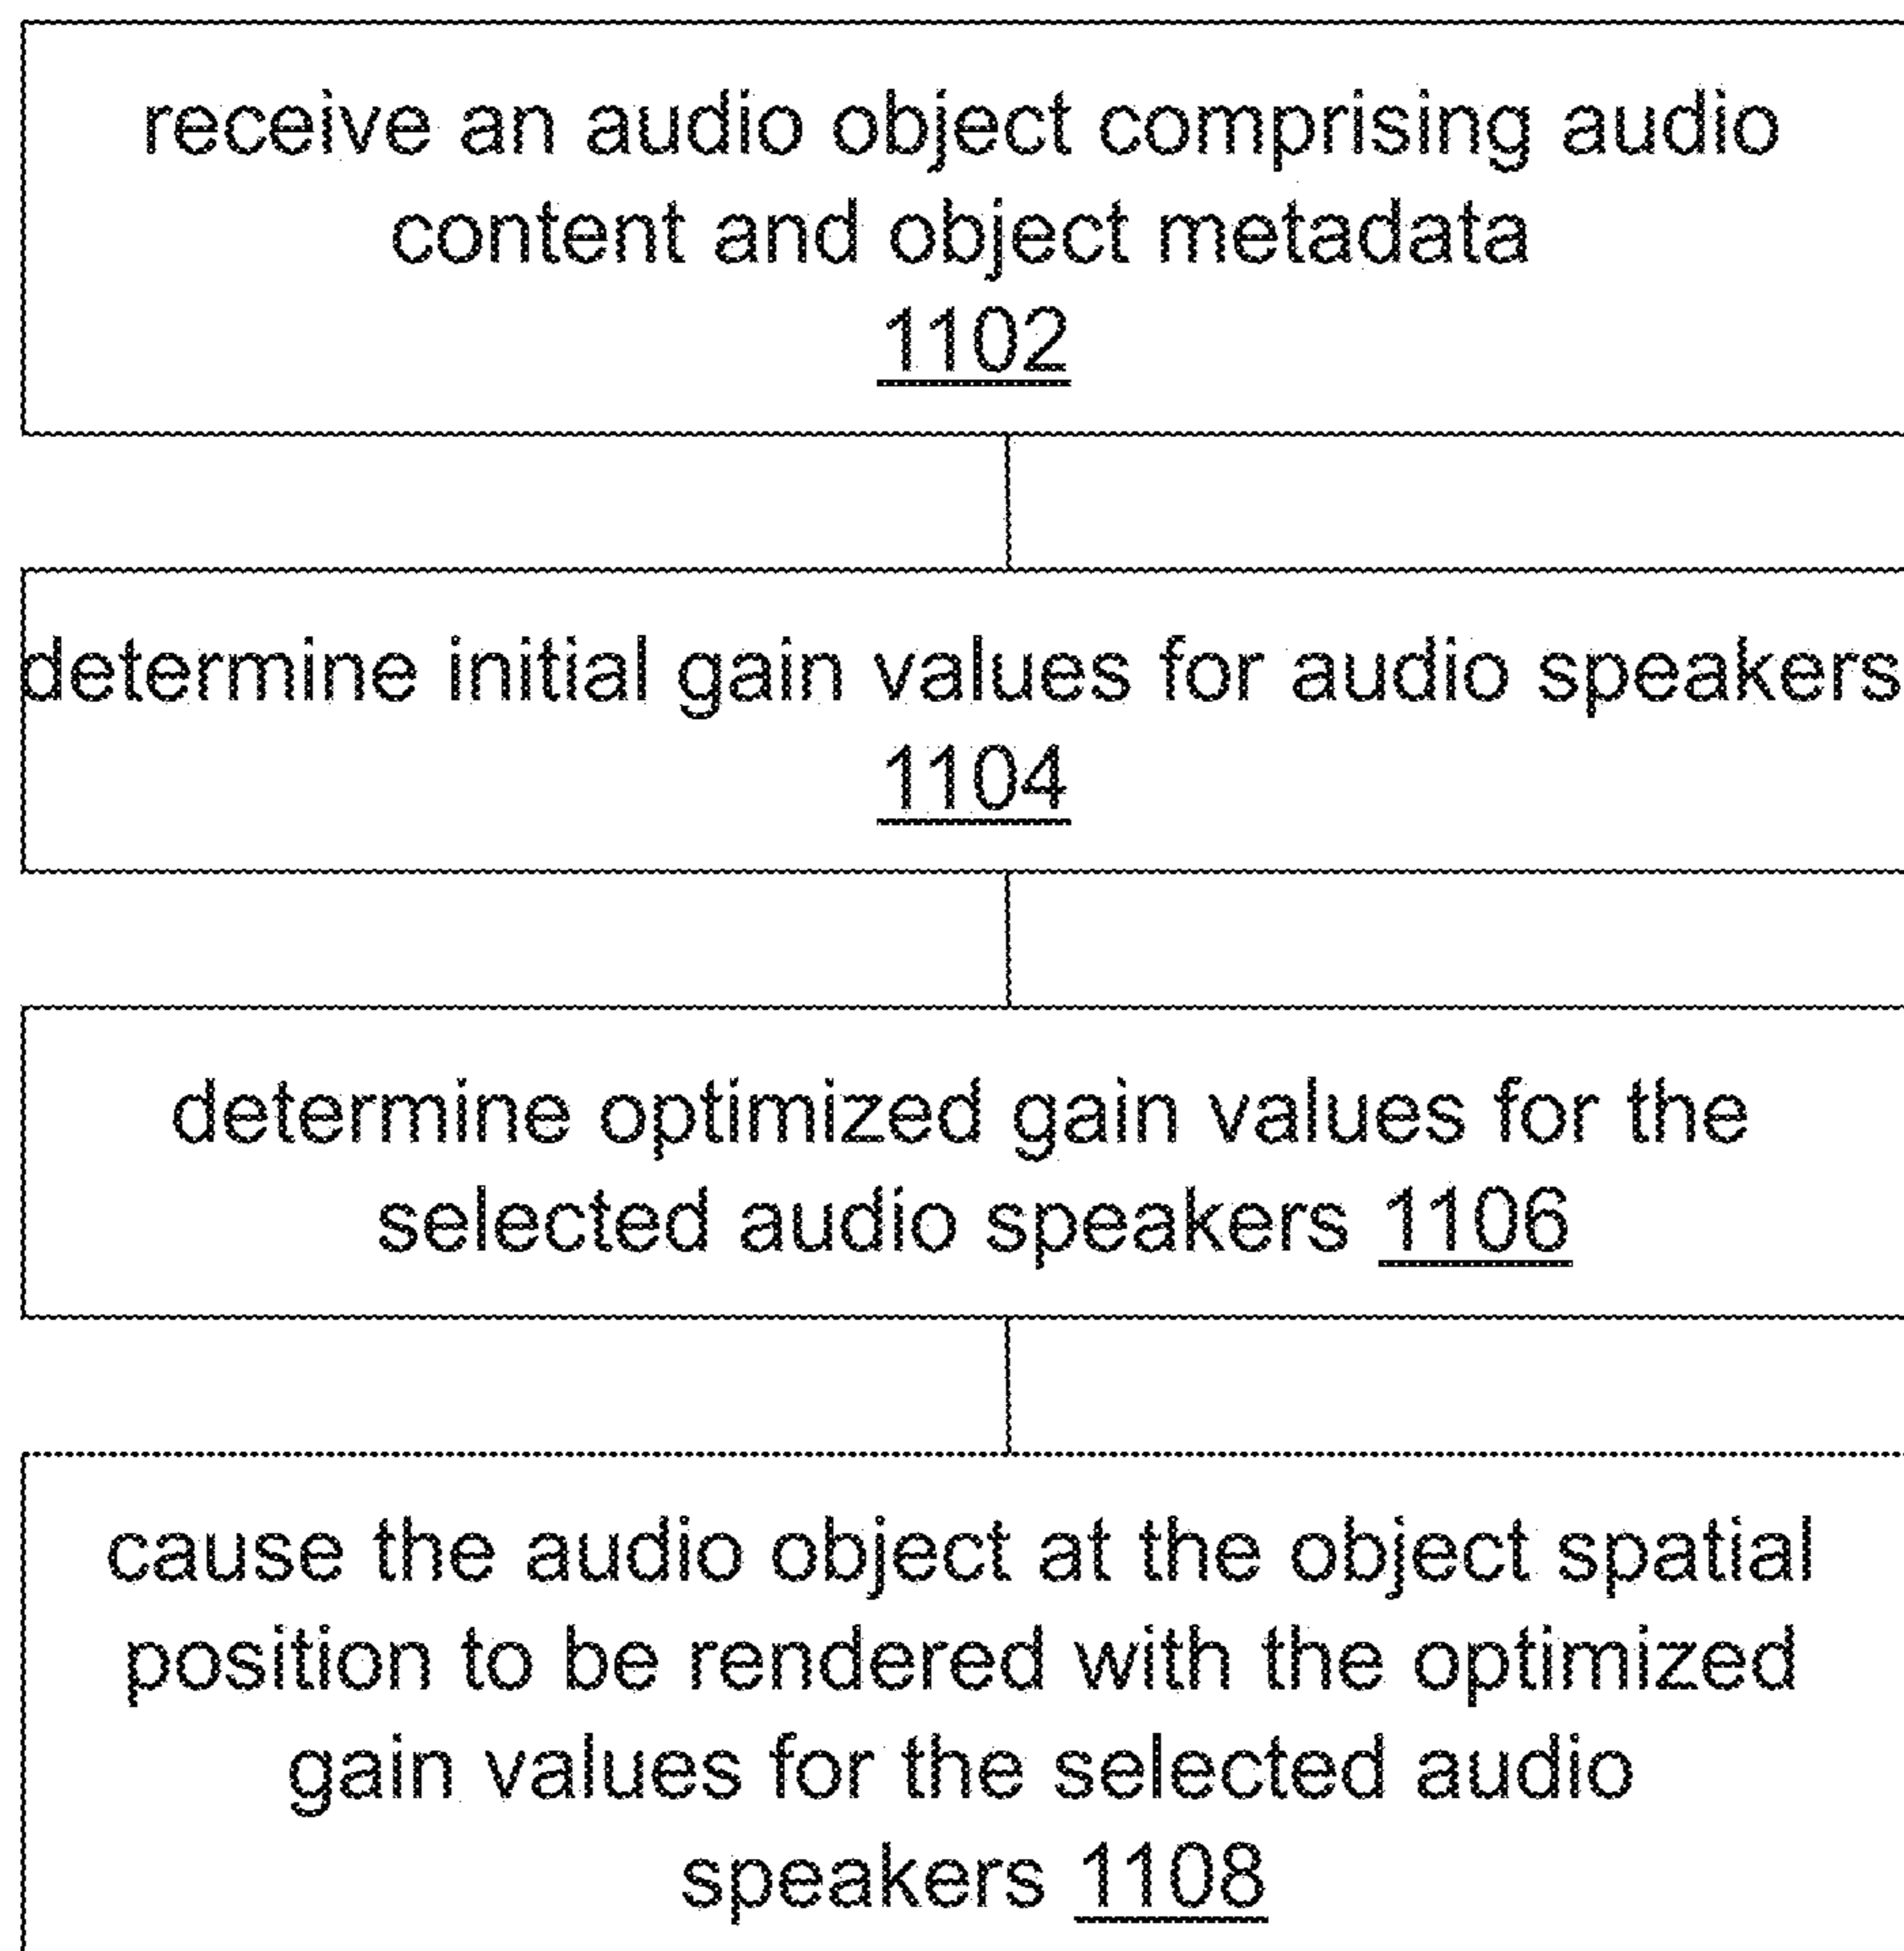 receive an audio object comprising audio
content and object metadata
1102
determine initial gain values for audio speakers
1104
determine optimized gain values for the
selected audio speakers 1106
cause the audio object at the object spatial
position to be rendered with the optimized
gain values for the selected audio
speakers 1108